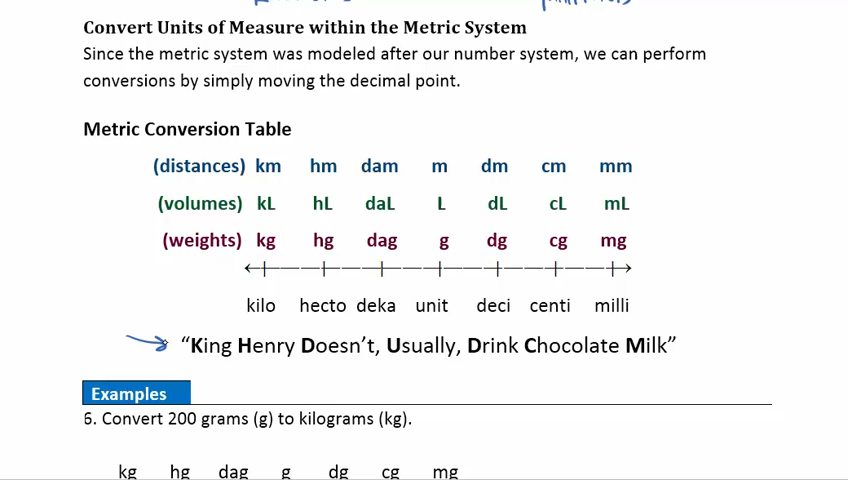 Convert Units of Measure within the Metric System
Since the metric system was modeled after our number system, we can perform
conversions by simply moving the decimal point.
Metric Conversion Table
(distances) km hm dam m dm cm mm
(volumes) kL hL daL L dL cL mL
(weights) kg hg dag g dg cg mg
kilo hecto deka unit deci centi milli
“King Henry Doesn’t, Usually, Drink Chocolate Milk”
Examples
6. Convert 200 grams (g) to kilograms (kg).
kg hg dag g dg cg mg